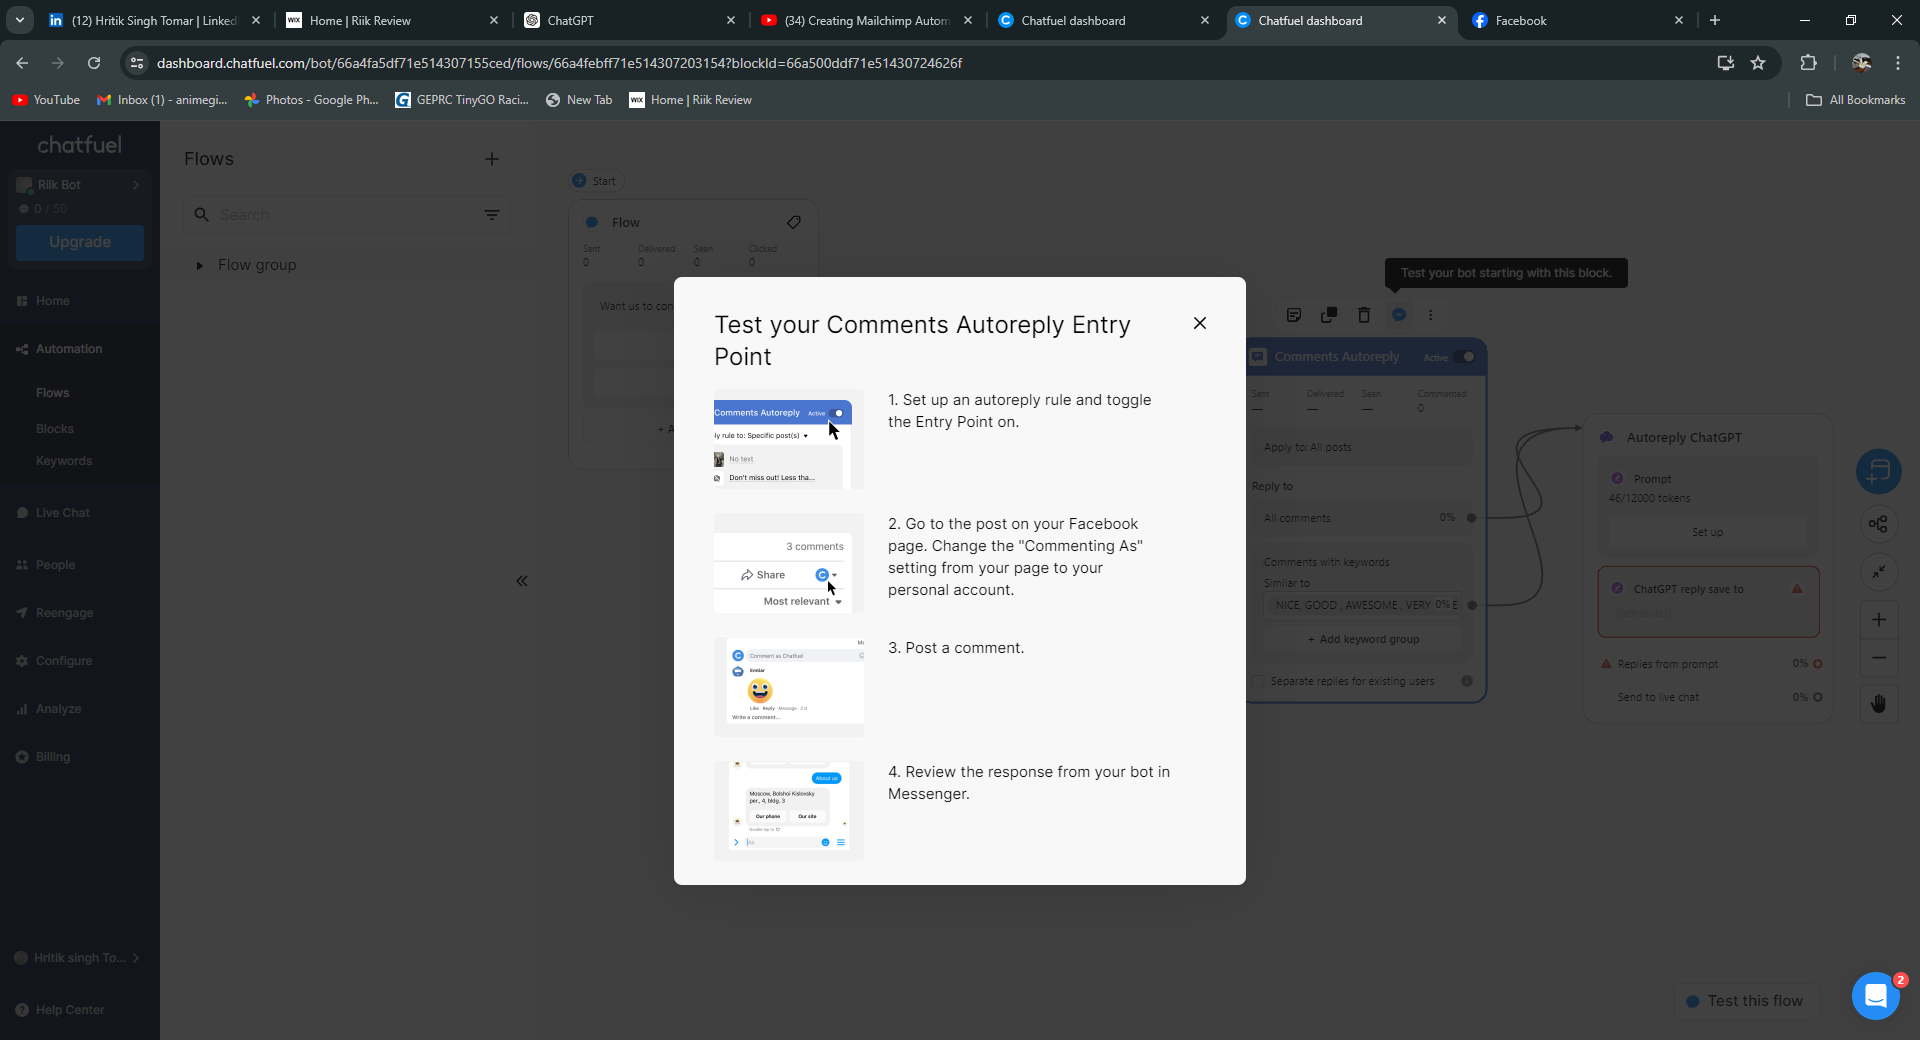 (12) Hritik Singh Tomar | Linked
Home | Riik Review
ChatGPT
(34) Creating Mailchimp Autom
Chatfuel dashboard
Chatfuel dashboard
Facebook
dashboard.chatfuel.com/bot/66a4fa5df71e514307155ced/flows/66a4febff71e514307203154?blockId=66a500ddf71e51430724626f
YouTube
Inbox (1) - animegi...
Photos - Google Ph...
GEPRC TinyGO Raci...
New Tab
WIX
Home | Riik Review
All Bookmarks
chatfuel
Riik Bot
0 / 50
Upgrade
Home
Automation
Flows
Blocks
Keywords
Live Chat
People
Reengage
Configure
Analyze
Billing
Hritik singh To...
Help Center
Flows
Search
Flow group
Start
Flow
Sent
Delivered
Seen
Clicked
0
0
0
0
Want us to con
+ A
Test your Comments Autoreply Entry
Point
Comments Autoreply Active
ly rule to: Specific post(s)
No text
Don't miss out! Less tha...
1. Set up an autoreply rule and toggle
the Entry Point on.
3 comments
Share
Most relevant
2. Go to the post on your Facebook
page. Change the "Commenting As"
setting from your page to your
personal account.
Comment as Chatfuel
Like · Reply · Message · 2 d
Write a comment...
3. Post a comment.
About us
Moscow, Bolshoi Kislovsky
per., 4, bldg. 3
Our phone
Our site
Aa
4. Review the response from your bot in
Messenger.
Test your bot starting with this block.
Comments Autoreply
Active
Sent
Delivered
Seen
Commented
—
—
—
0
Apply to: All posts
Reply to
All comments
0%
Comments with keywords
Similar to
NICE, GOOD , AWESOME , VERY
0%
E
+ Add keyword group
Separate replies for existing users
Autoreply ChatGPT
Prompt
46/12000 tokens
Set up
ChatGPT reply save to
{{attribute}}
Replies from prompt
0%
Send to live chat
0%
Test this flow
2